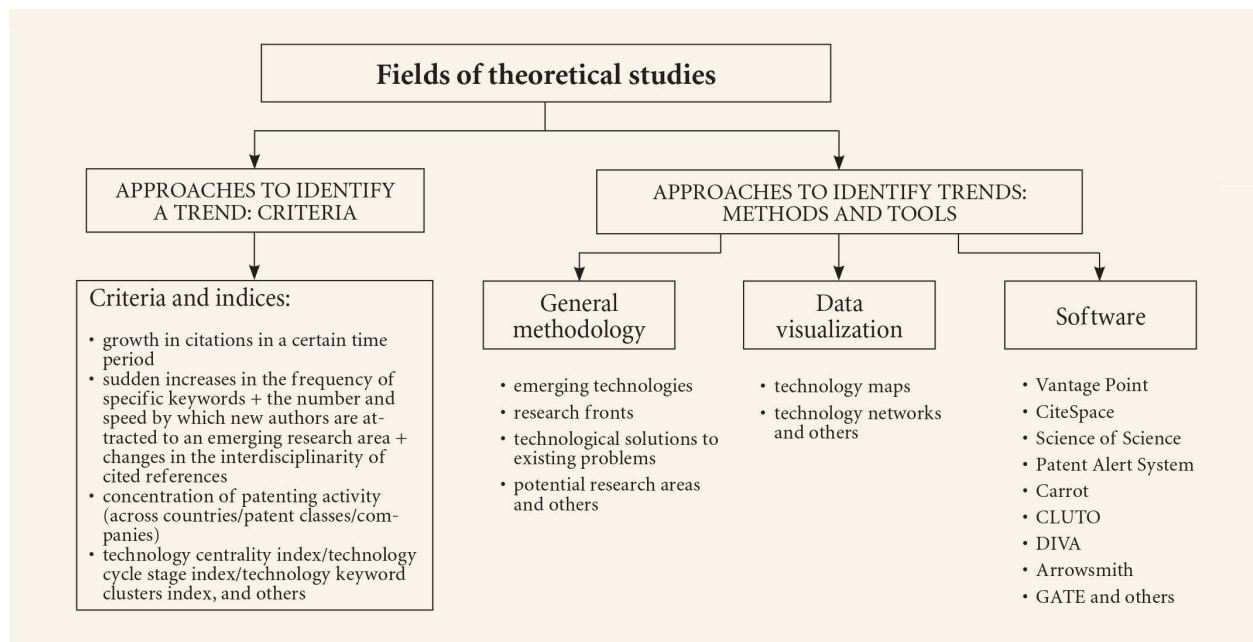 Fields of theoretical studies
APPROACHES TO IDENTIFY
A TREND: CRITERIA
Criteria and indices:
• growth in citations in a certain time
period
• sudden increases in the frequency of
specific keywords + the number and
speed by which new authors are at-
tracted to an emerging research area +
changes in the interdisciplinarity of
cited references
• concentration of patenting activity
(across countries/patent classes/com-
panies)
• technology centrality index/technology
cycle stage index/technology keyword
clusters index, and others
APPROACHES TO IDENTIFY TRENDS:
METHODS AND TOOLS
General
methodology
• emerging technologies
• research fronts
• technological solutions to
existing problems
• potential research areas
and others
Data
visualization
• technology maps
• technology networks
and others
Software
• Vantage Point
• CiteSpace
• Science of Science
• Patent Alert System
• Carrot
• CLUTO
• DIVA
• Arrowsmith
• GATE and others